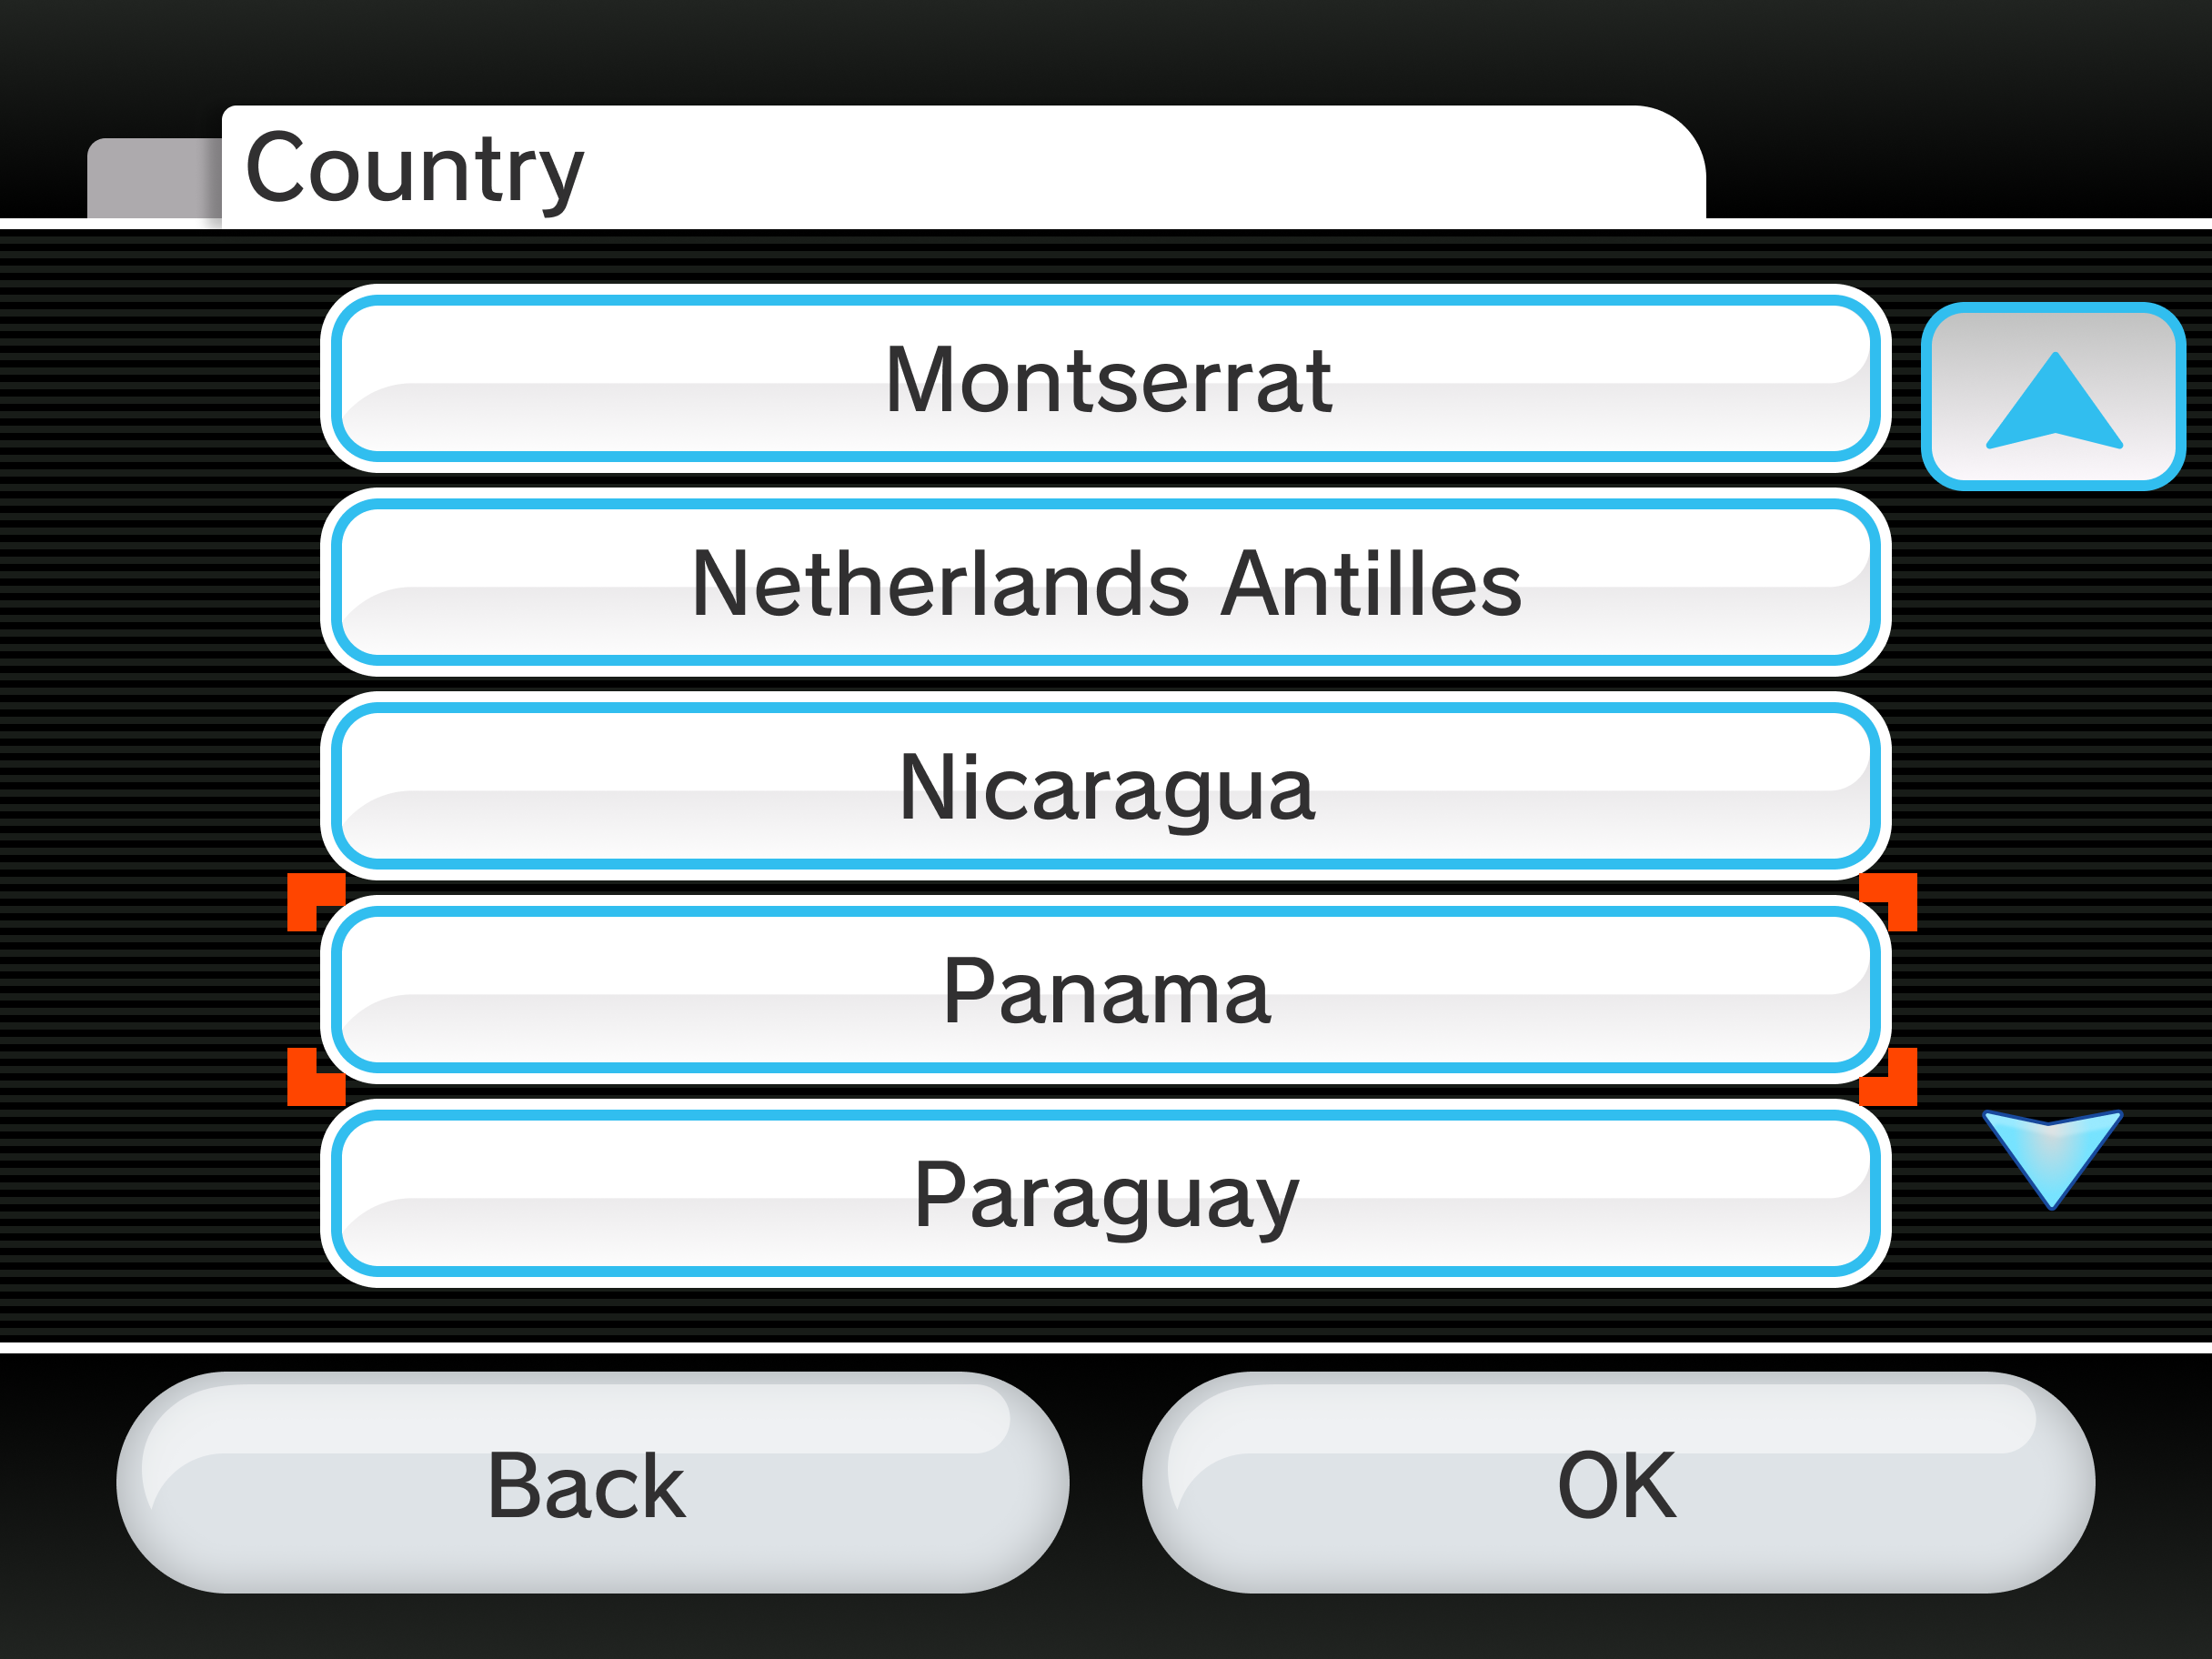 Country
Montserrat
Netherlands Antilles
Nicaragua
Panama
Paraguay
Back
OK